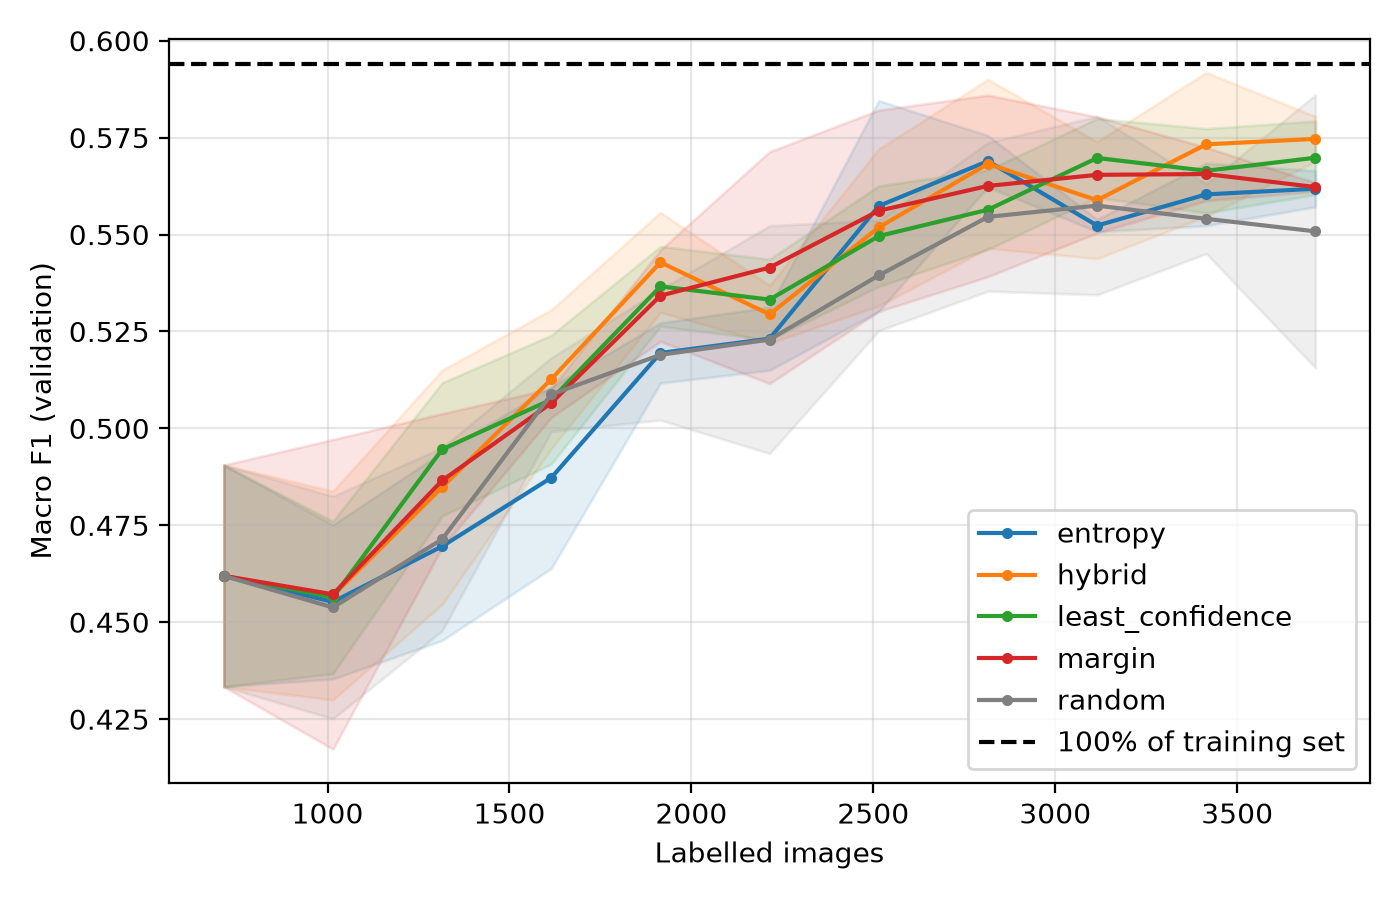 0.600
0.575
0.550
0.525
0.500
0.475
0.450
0.425
Macro F1 (validation)
entropy
hybrid
least_confidence
margin
random
100% of training set
1000 1500 2000 2500 3000 3500
Labelled images